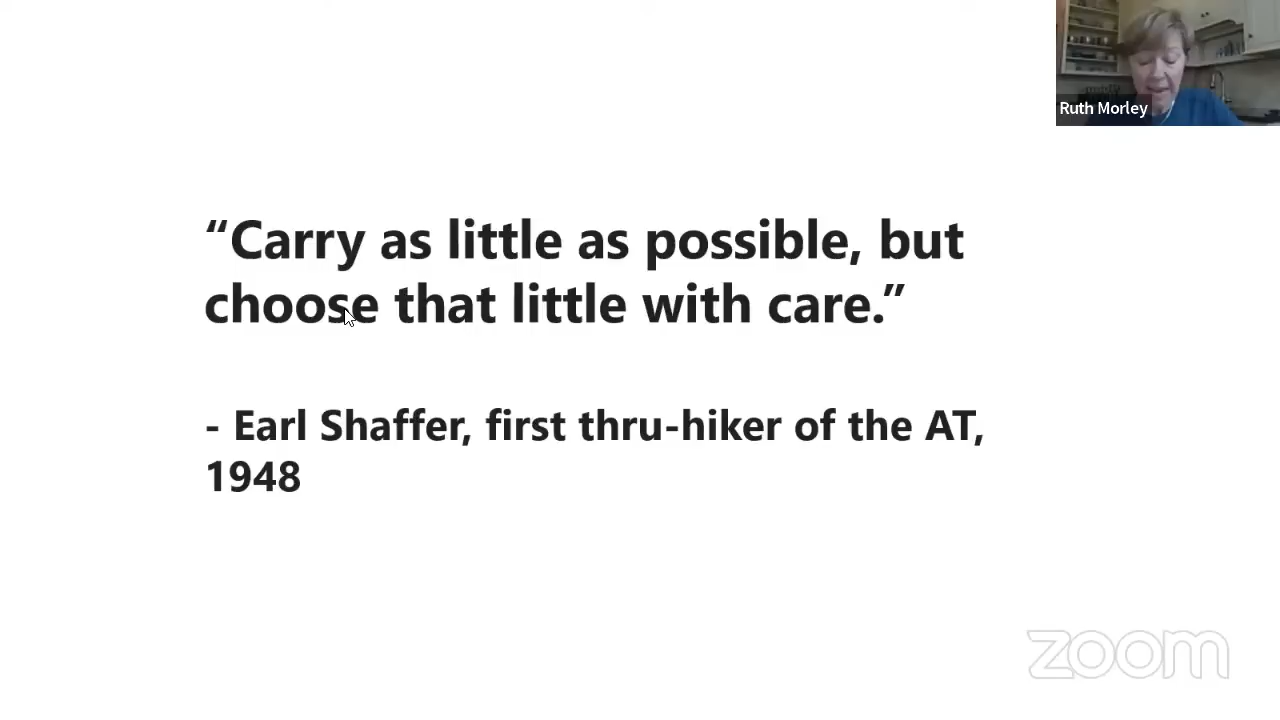 Ruth Morley
“Carry as little as possible, but
choose that little with care.”
- Earl Shaffer, first thru-hiker of the AT,
1948
zoom